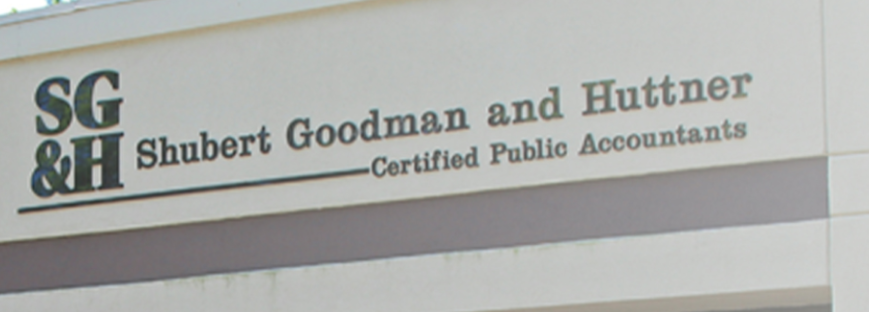 SG
&H
Shubert Goodman and Huttner
Certified Public Accountants